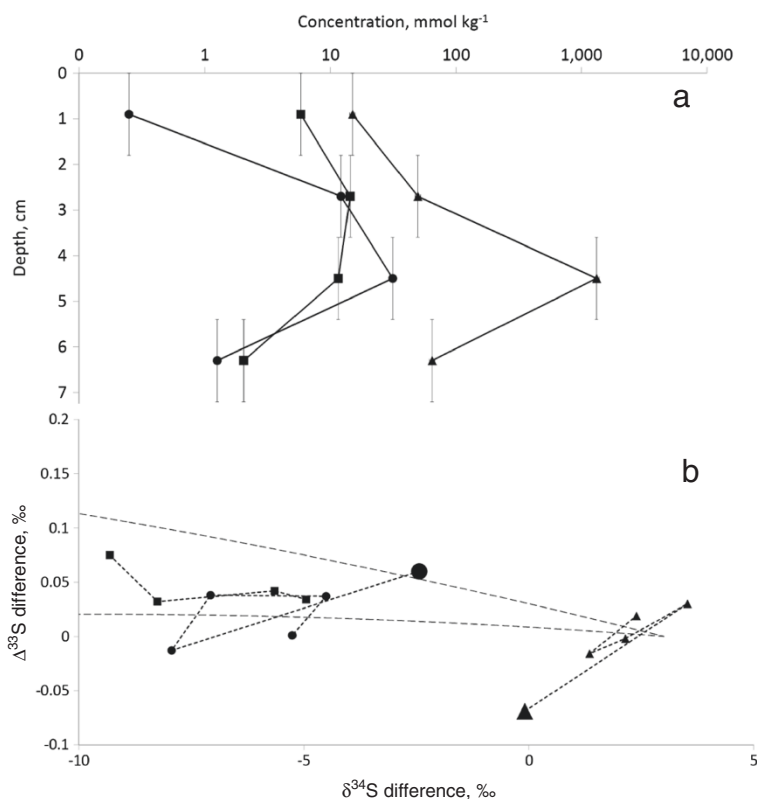 Concentration, mmol kg-1
0 1 10 100 1,000 10,000
a
Depth, cm
0
1
2
3
4
5
6
7
b
Δ33S difference, ‰
0.2
0.15
0.1
0.05
0
-0.05
-0.1
-10 -5 0 5
δ34S difference, ‰